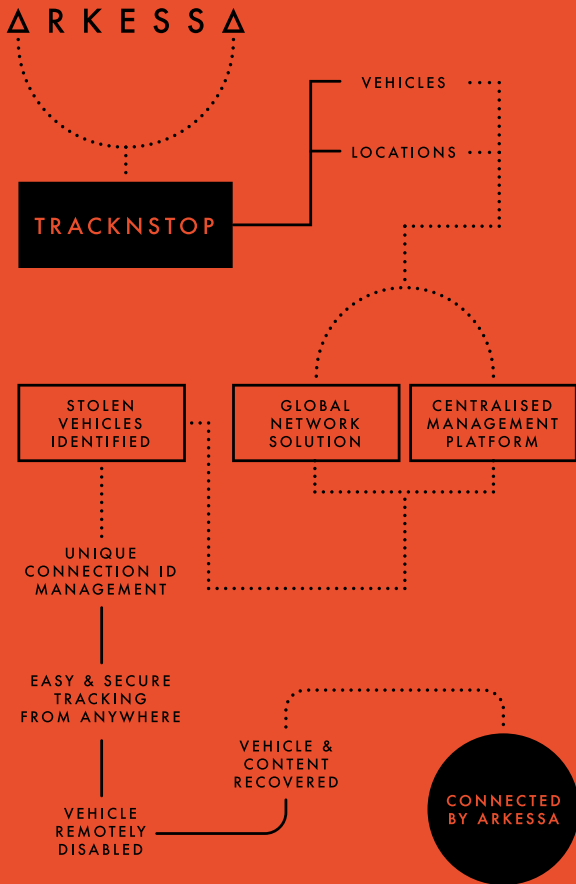 ARKESSA
VEHICLES
LOCATIONS
TRACKNSTOP
STOLEN
VEHICLES
IDENTIFIED
GLOBAL
NETWORK
SOLUTION
CENTRALISED
MANAGEMENT
PLATFORM
UNIQUE
CONNECTION ID
MANAGEMENT
EASY & SECURE
TRACKING
FROM ANYWHERE
VEHICLE
REMOTELY
DISABLED
VEHICLE &
CONTENT
RECOVERED
CONNECTED
BY ARKESSA